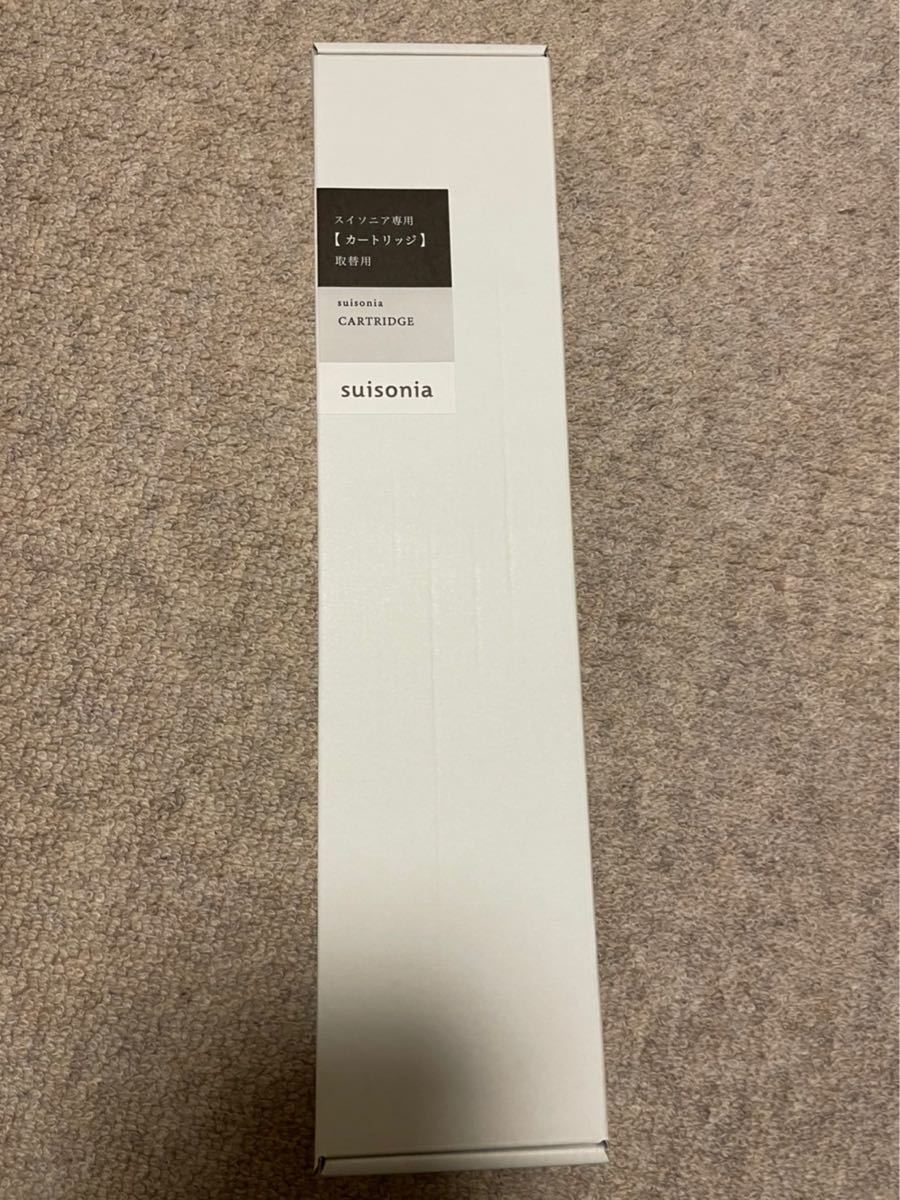 スイソニア専用
【カートリッジ】
取替用
suisonia
CARTRIDGE
suisonia